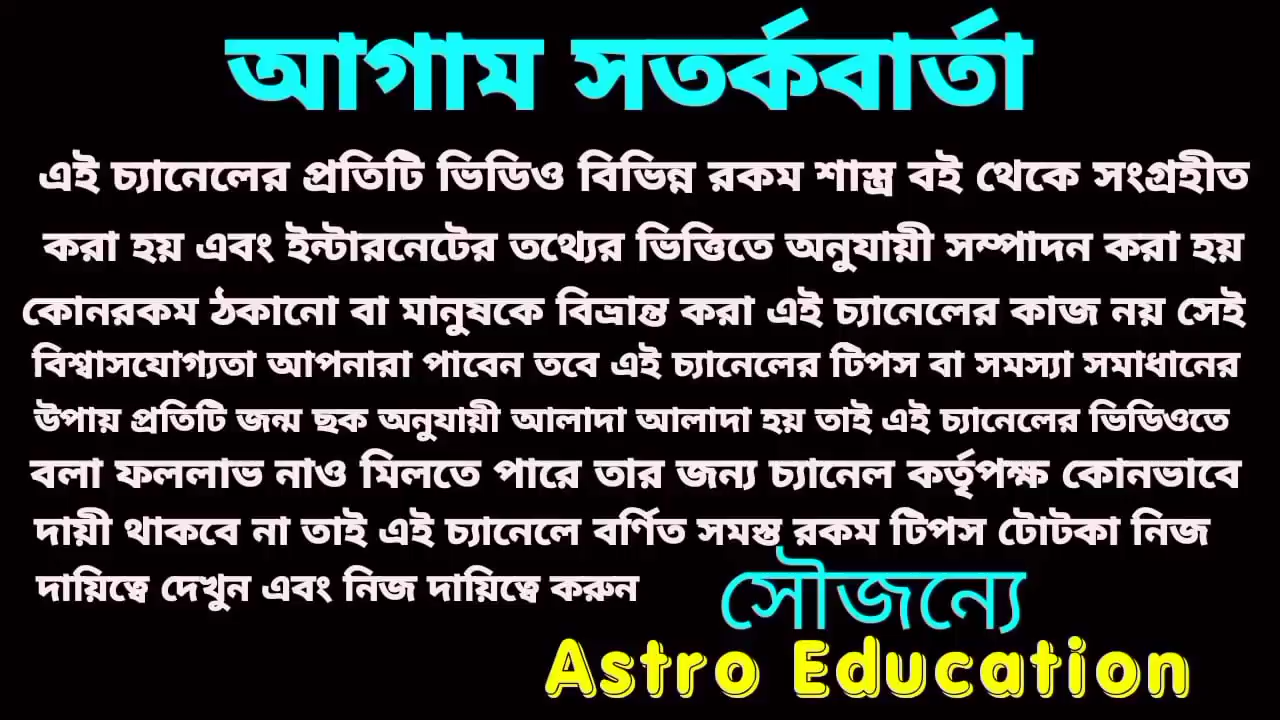 আগাম সতর্কবার্তা
এই চ্যানেলের প্রতিটি ভিডিও বিভিন্ন রকম শাস্ত্র বই থেকে সংগ্রহীত
করা হয় এবং ইন্টারনেটের তথ্যের ভিত্তিতে অনুযায়ী সম্পাদন করা হয়
কোনরকম ঠকানো বা মানুষকে বিভ্রান্ত করা এই চ্যানেলের কাজ নয় সেই
বিশ্বাসযোগ্যতা আপনারা পাবেন তবে এই চ্যানেলের টিপস বা সমস্যা সমাধানের
উপায় প্রতিটি জন্ম ছক অনুযায়ী আলাদা আলাদা হয় তাই এই চ্যানেলের ভিডিওতে
বলা ফললাভ নাও মিলতে পারে তার জন্য চ্যানেল কর্তৃপক্ষ কোনভাবে
দায়ী থাকবে না তাই এই চ্যানেলে বর্ণিত সমস্ত রকম টিপস টোটকা নিজ
দায়িত্বে দেখুন এবং নিজ দায়িত্বে করুন
সৌজন্যে
Astro Education